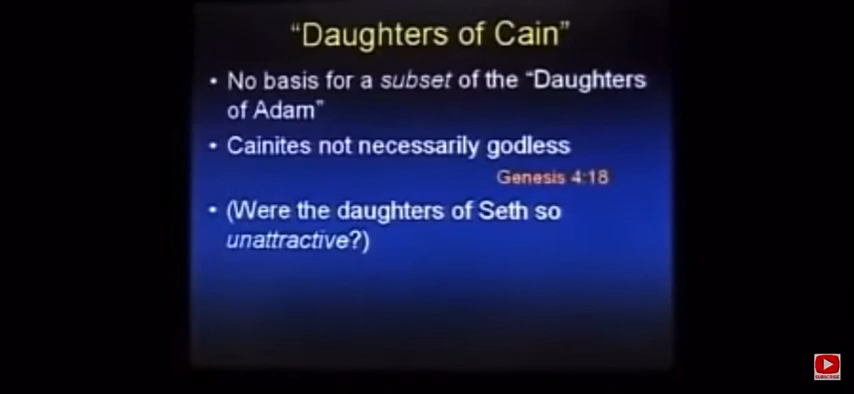 "Daughters of Cain"
• No basis for a subset of the "Daughters
of Adam"
• Cainites not necessarily godless
Genesis 4:18
• (Were the daughters of Seth so
unattractive?)
SUBSCRIBE